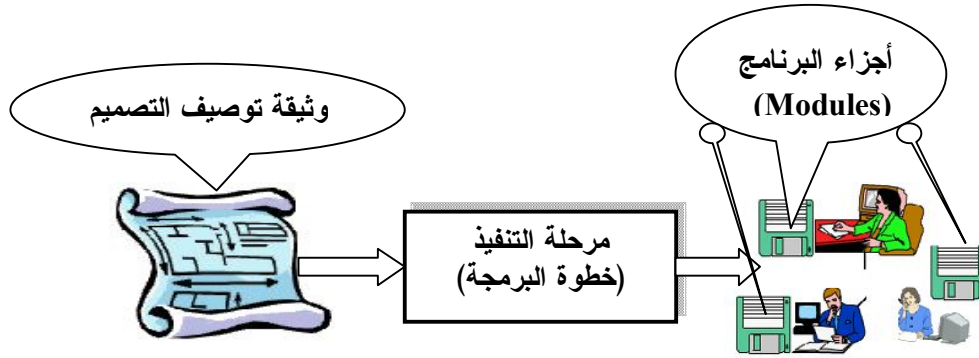 أجزاء البرنامج
(Modules)
وثيقة توصيف التصميم
مرحلة التنفيذ
(خطوة البرمجة)